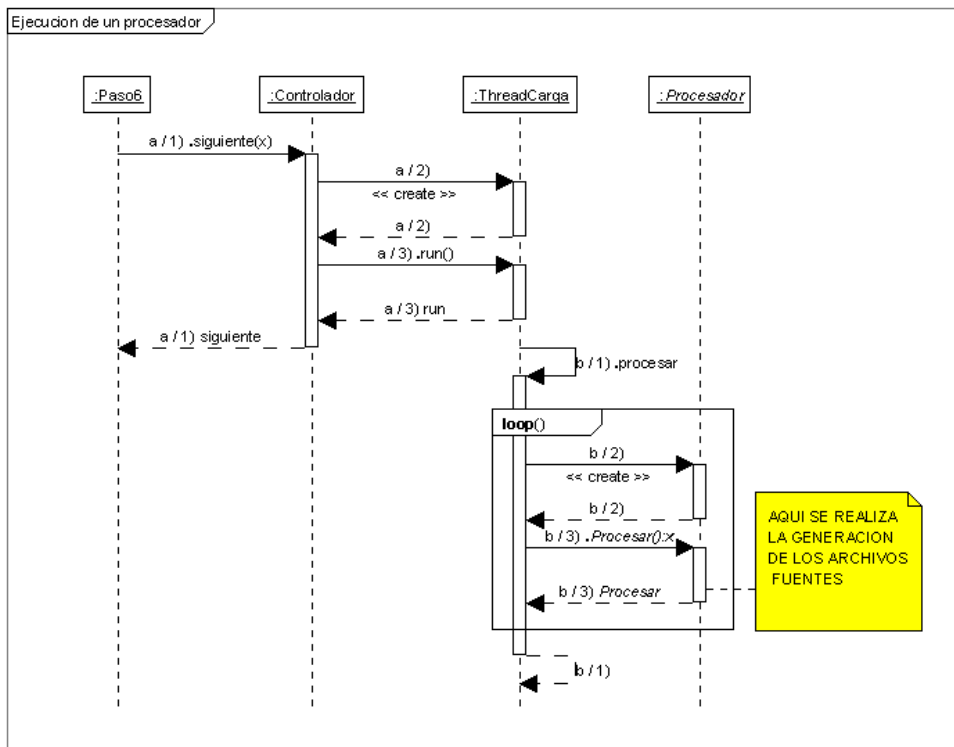 Ejecucion de un procesador
:Paso6
:Controlador
:ThreadCarga
:Procesador
a / 1) .siguiente(x)
a / 2)
<< create >>
a / 2)
a / 3) .run()
a / 3) run
a / 1) siguiente
b / 1) .procesar
loop()
b / 2)
<< create >>
b / 2)
b / 3) .Procesar():x
b / 3) Procesar
AQUI SE REALIZA
LA GENERACION
DE LOS ARCHIVOS
FUENTES
b / 1)